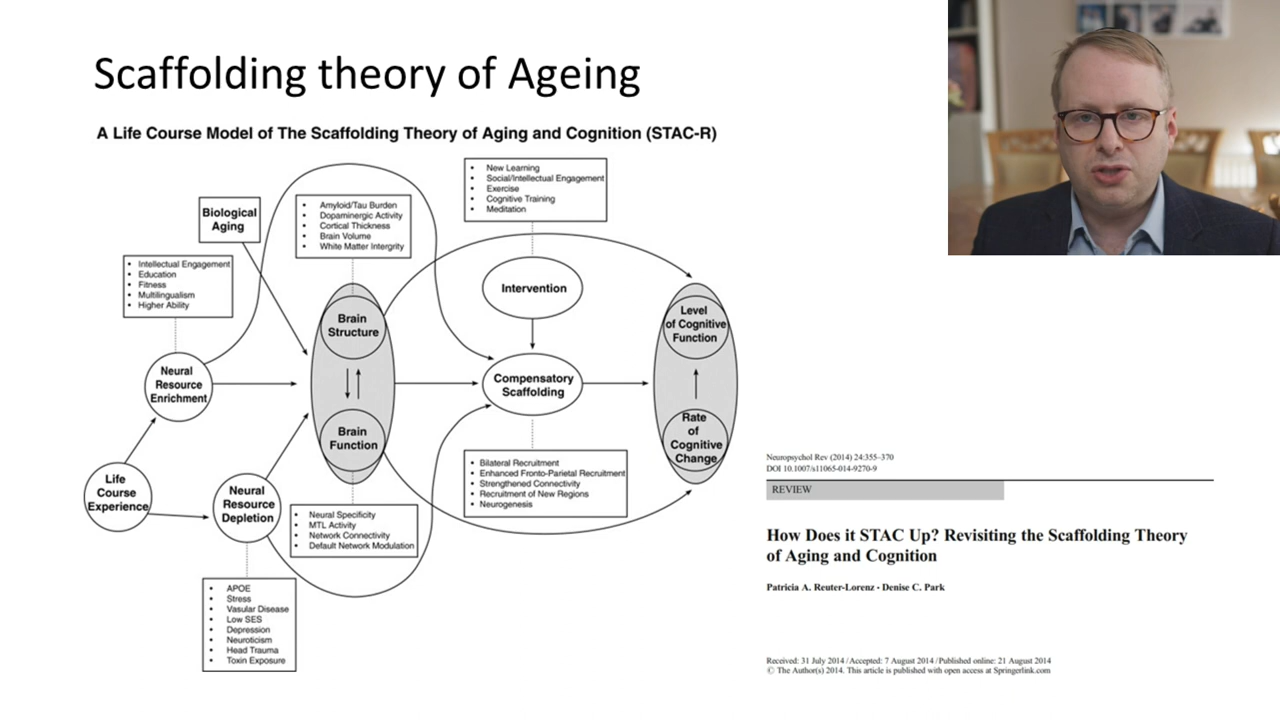 Scaffolding theory of Ageing
A Life Course Model of The Scaffolding Theory of Aging and Cognition (STAC-R)
• New Learning
• Social/Intellectual Engagement
• Exercise
• Cognitive Training
• Meditation
Biological
Aging
• Amyloid/Tau Burden
• Dopaminergic Activity
• Cortical Thickness
• Brain Volume
• White Matter Intergrity
• Intellectual Engagement
• Education
• Fitness
• Multilingualism
• Higher Ability
Intervention
Brain
Structure
Level
of Cognitive
Function
Neural
Resource
Enrichment
Compensatory
Scaffolding
Brain
Function
Rate
of
Cognitive
Change
Life
Course
Experience
Neural
Resource
Depletion
• Bilateral Recruitment
• Enhanced Fronto-Parietal Recruitment
• Strengthened Connectivity
• Recruitment of New Regions
• Neurogenesis
• Neural Specificity
• MTL Activity
• Network Connectivity
• Default Network Modulation
• APOE
• Stress
• Vasular Disease
• Low SES
• Depression
• Neuroticism
• Head Trauma
• Toxin Exposure
Neuropsychol Rev (2014) 24:355–370
DOI 10.1007/s11065-014-9270-9
REVIEW
How Does it STAC Up? Revisiting the Scaffolding Theory
of Aging and Cognition
Patricia A. Reuter-Lorenz · Denise C. Park
Received: 31 July 2014 / Accepted: 7 August 2014 / Published online: 21 August 2014
© The Author(s) 2014. This article is published with open access at Springerlink.com